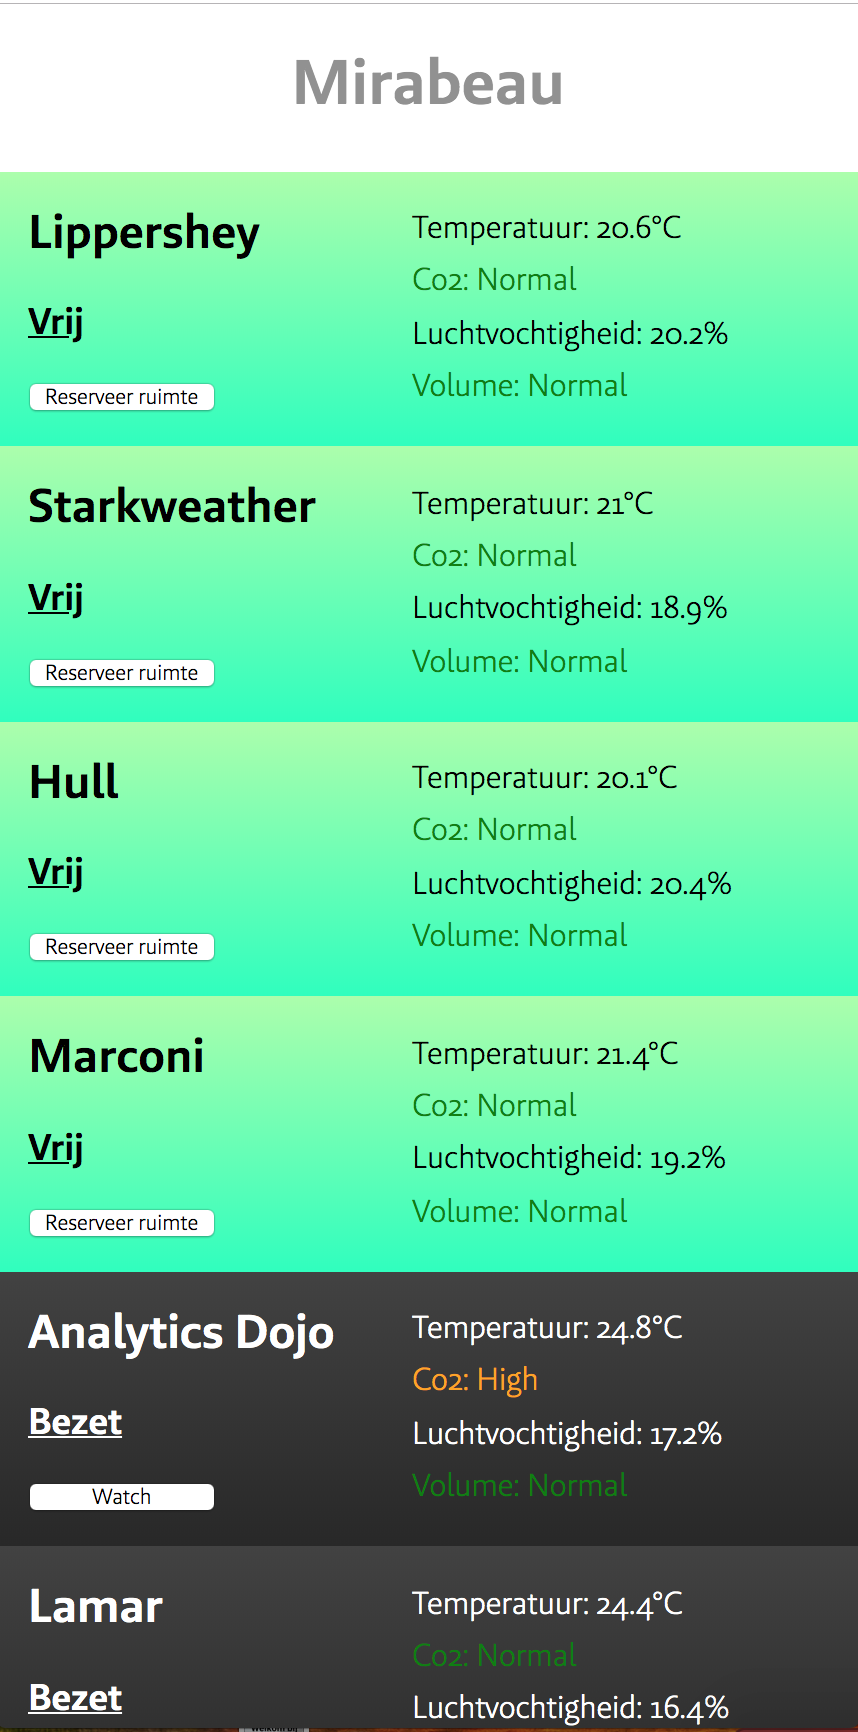 Mirabeau
Lippershey
Vrij
Reserveer ruimte
Temperatuur: 20.6°C
Co2: Normal
Luchtvochtigheid: 20.2%
Volume: Normal
Starkweather
Vrij
Reserveer ruimte
Temperatuur: 21°C
Co2: Normal
Luchtvochtigheid: 18.9%
Volume: Normal
Hull
Vrij
Reserveer ruimte
Temperatuur: 20.1°C
Co2: Normal
Luchtvochtigheid: 20.4%
Volume: Normal
Marconi
Vrij
Reserveer ruimte
Temperatuur: 21.4°C
Co2: Normal
Luchtvochtigheid: 19.2%
Volume: Normal
Analytics Dojo
Bezet
Watch
Temperatuur: 24.8°C
Co2: High
Luchtvochtigheid: 17.2%
Volume: Normal
Lamar
Bezet
Temperatuur: 24.4°C
Co2: Normal
Luchtvochtigheid: 16.4%